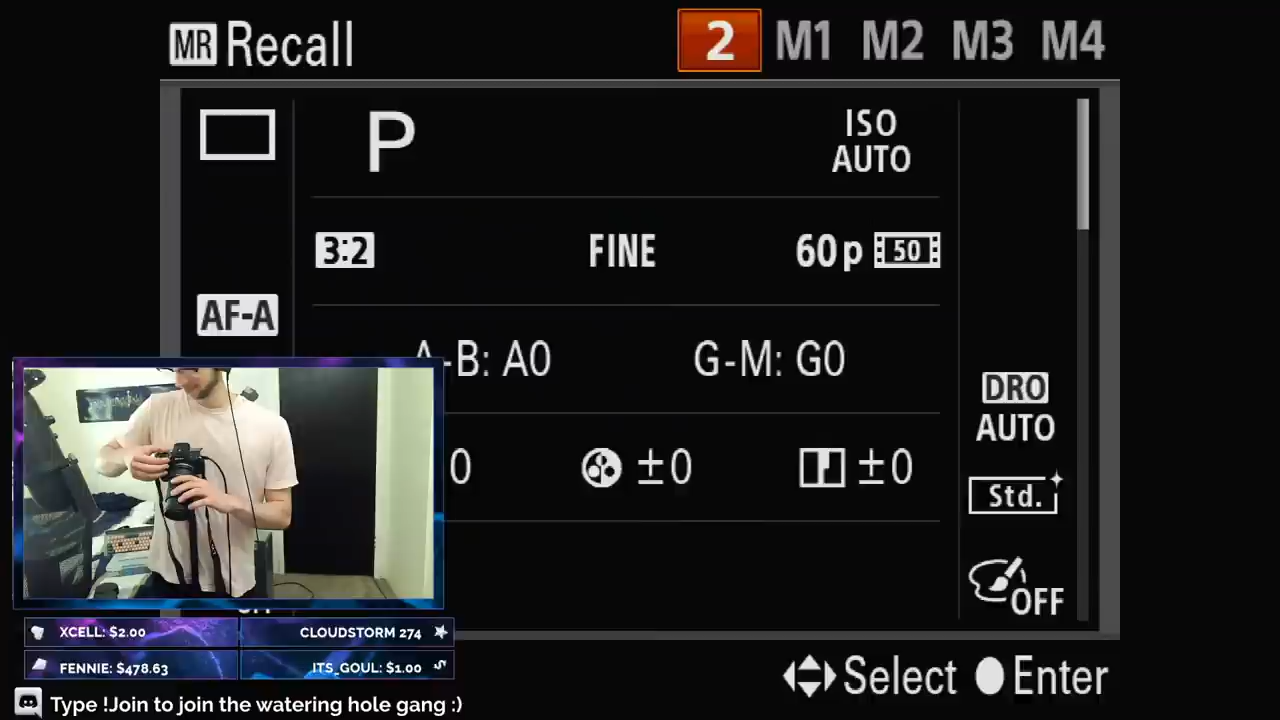 MR Recall 2 M1 M2 M3 M4
P ISO AUTO
3:2 FINE 60p 50
AF-A
A-B: A0 G-M: G0
DRO AUTO
0 ±0 ±0
Std.
OFF
XCELL: $2.00 CLOUDSTORM 274
FENNIE: $478.63 ITS_GOUL: $1.00
Select Enter
Type !Join to join the watering hole gang :)